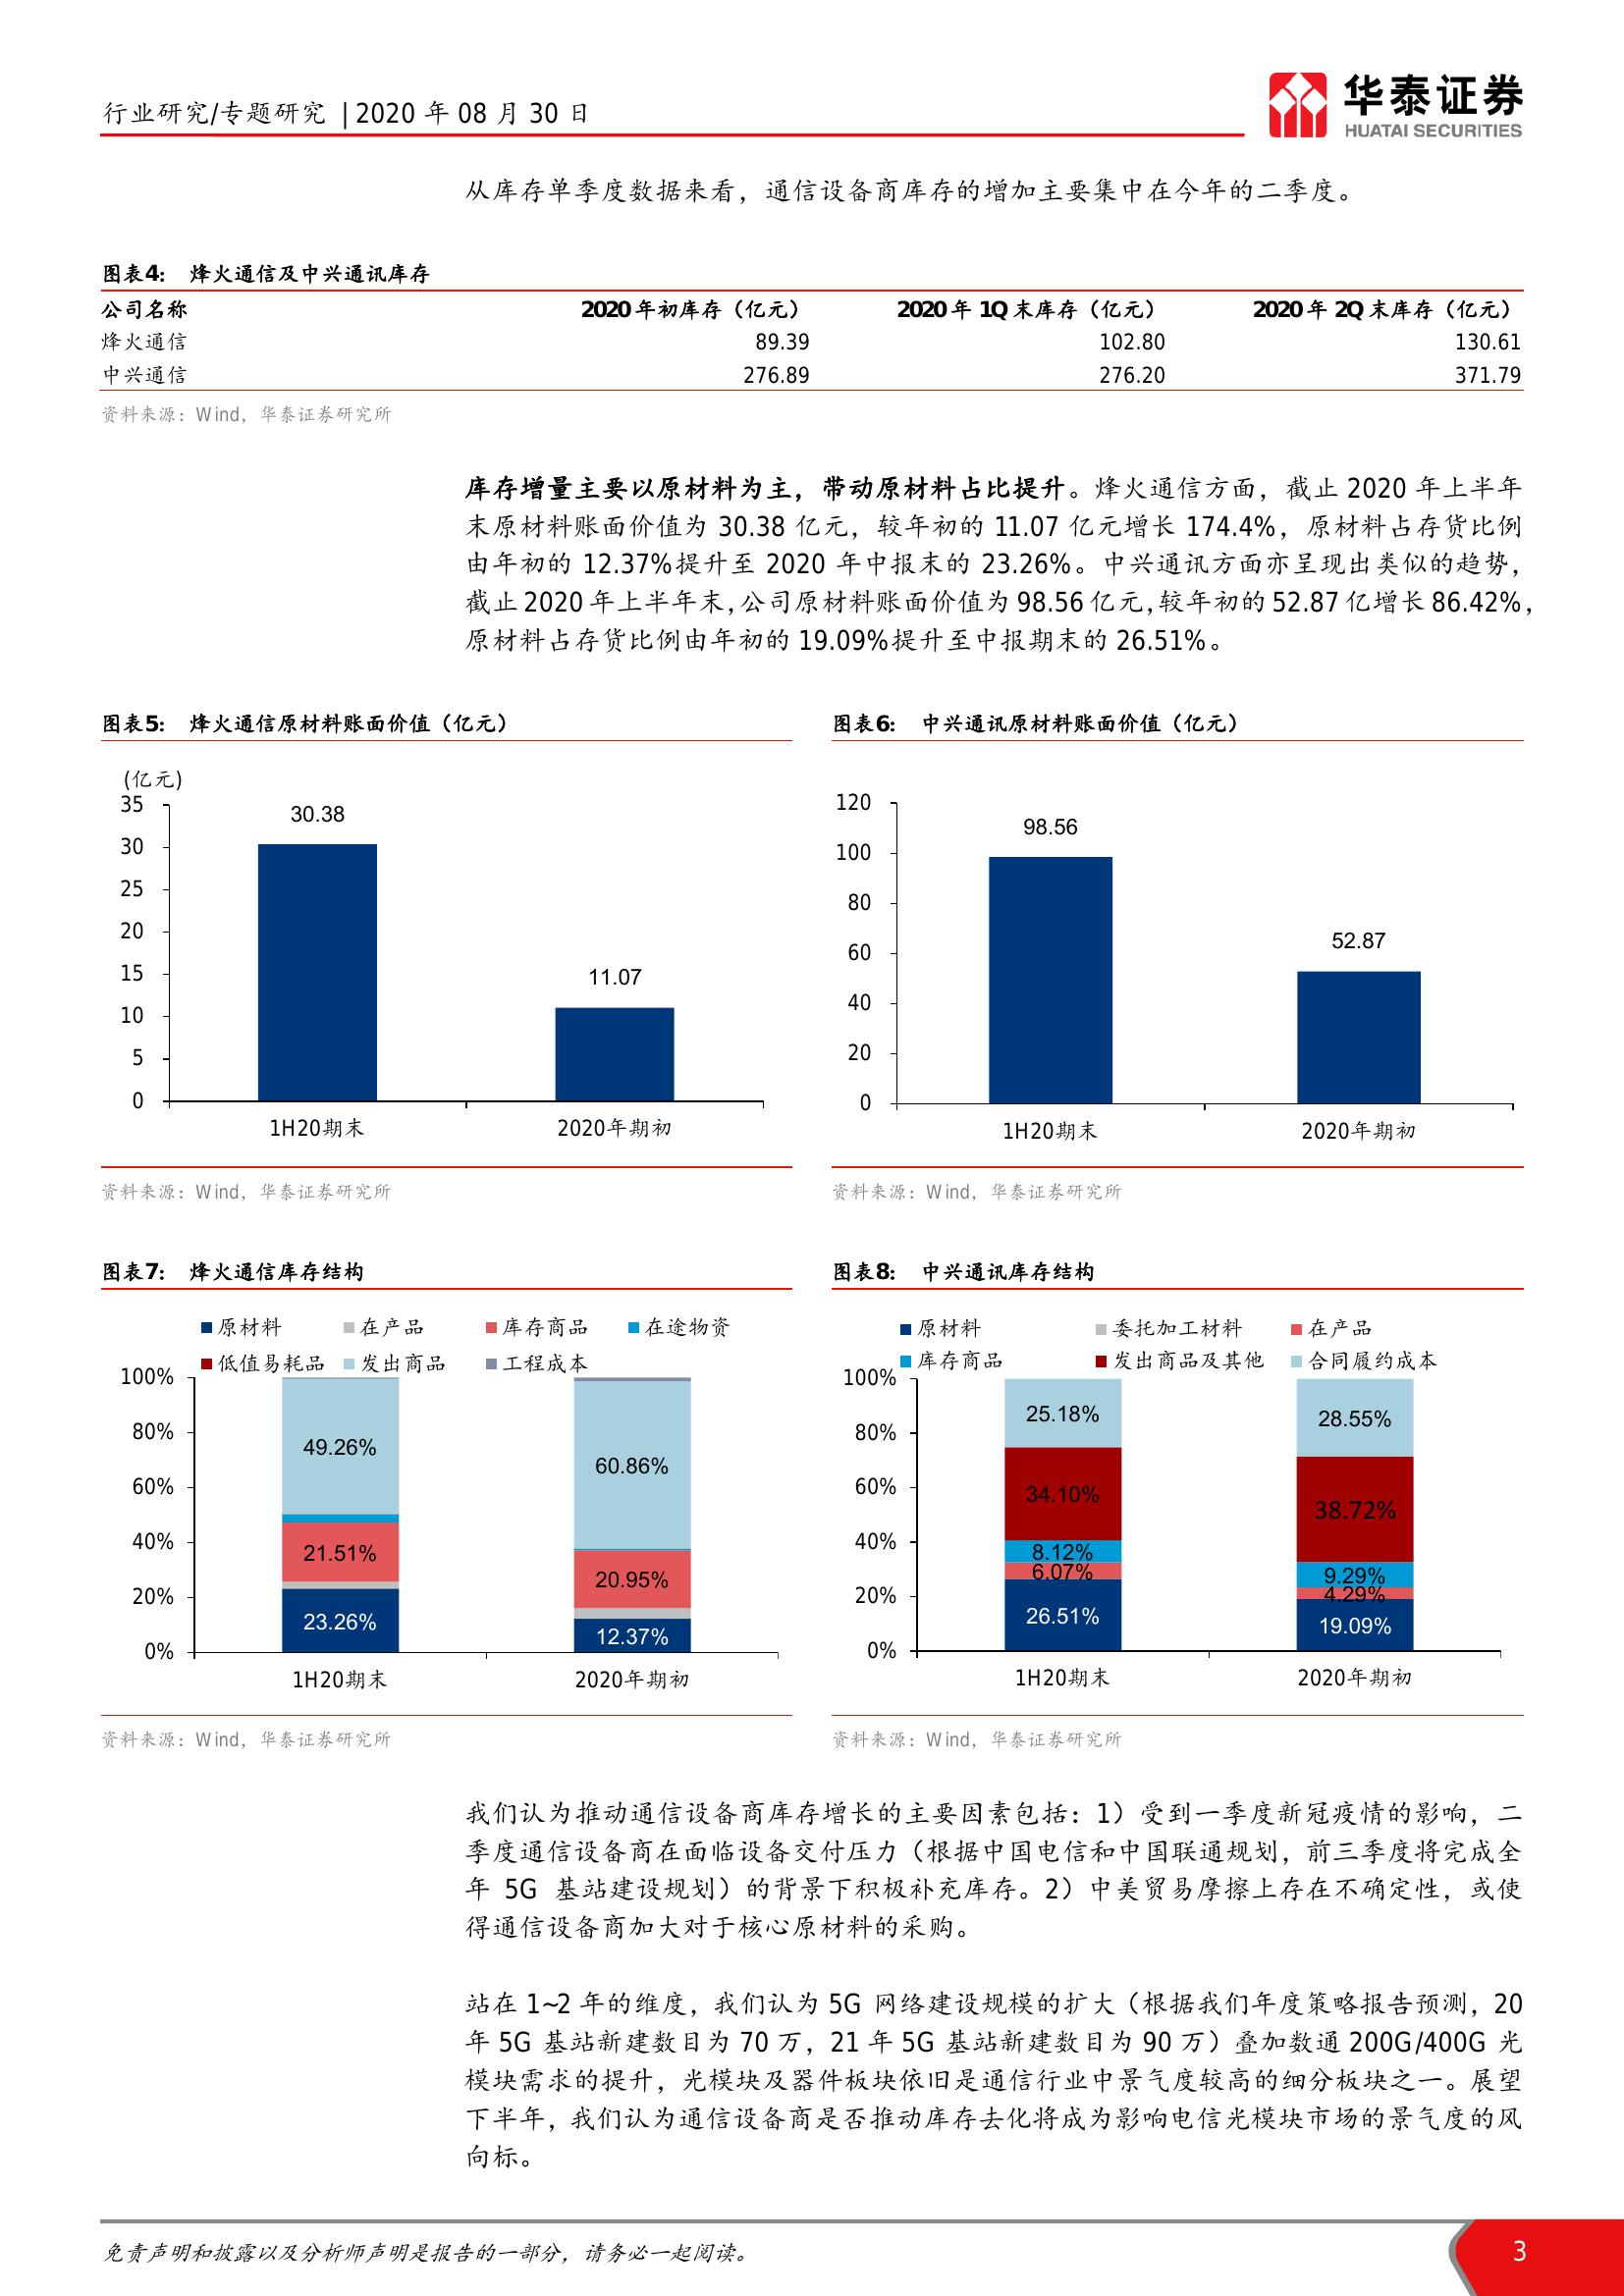 行业研究/专题研究 | 2020 年 08 月 30 日
华泰证券
HUATAI SECURITIES
从库存单季度数据来看，通信设备商库存的增加主要集中在今年的二季度。
图表4： 烽火通信及中兴通讯库存
公司名称 2020 年初库存（亿元） 2020 年 1Q 末库存（亿元） 2020 年 2Q 末库存（亿元）
烽火通信 89.39 102.80 130.61
中兴通信 276.89 276.20 371.79
资料来源：Wind，华泰证券研究所
库存增量主要以原材料为主，带动原材料占比提升。烽火通信方面，截止 2020 年上半年
末原材料账面价值为 30.38 亿元，较年初的 11.07 亿元增长 174.4%，原材料占存货比例
由年初的 12.37%提升至 2020 年中报末的 23.26%。中兴通讯方面亦呈现出类似的趋势，
截止 2020 年上半年末，公司原材料账面价值为 98.56 亿元，较年初的 52.87 亿增长 86.42%，
原材料占存货比例由年初的 19.09%提升至中报期末的 26.51%。
图表5： 烽火通信原材料账面价值（亿元）
(亿元)
35
30
25
20
15
10
5
0
30.38
11.07
1H20期末 2020年期初
资料来源：Wind，华泰证券研究所
图表6： 中兴通讯原材料账面价值（亿元）
120
100
80
60
40
20
0
98.56
52.87
1H20期末 2020年期初
资料来源：Wind，华泰证券研究所
图表7： 烽火通信库存结构
原材料 在产品 库存商品 在途物资
低值易耗品 发出商品 工程成本
100%
80%
60%
40%
20%
0%
49.26%
21.51%
23.26%
60.86%
20.95%
12.37%
1H20期末 2020年期初
资料来源：Wind，华泰证券研究所
图表8： 中兴通讯库存结构
原材料 委托加工材料 在产品
库存商品 发出商品及其他 合同履约成本
100%
80%
60%
40%
20%
0%
25.18%
34.10%
8.12%
6.07%
26.51%
28.55%
38.72%
9.29%
4.29%
19.09%
1H20期末 2020年期初
资料来源：Wind，华泰证券研究所
我们认为推动通信设备商库存增长的主要因素包括：1）受到一季度新冠疫情的影响，二
季度通信设备商在面临设备交付压力（根据中国电信和中国联通规划，前三季度将完成全
年 5G 基站建设规划）的背景下积极补充库存。2）中美贸易摩擦上存在不确定性，或使
得通信设备商加大对于核心原材料的采购。
站在 1~2 年的维度，我们认为 5G 网络建设规模的扩大（根据我们年度策略报告预测，20
年 5G 基站新建数目为 70 万，21 年 5G 基站新建数目为 90 万）叠加数通 200G/400G 光
模块需求的提升，光模块及器件板块依旧是通信行业中景气度较高的细分板块之一。展望
下半年，我们认为通信设备商是否推动库存去化将成为影响电信光模块市场的景气度的风
向标。
免责声明和披露以及分析师声明是报告的一部分，请务必一起阅读。
3